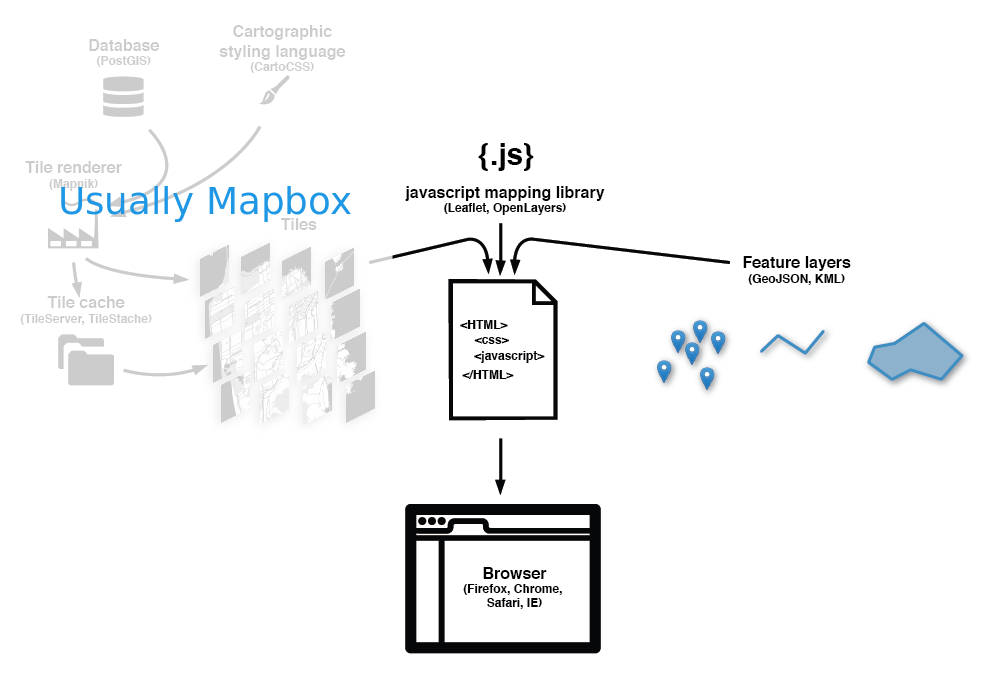 Database
(PostGIS)
Cartographic
styling language
(CartoCSS)
Tile renderer
(Mapnik)
Usually Mapbox
Tiles
Tile cache
(TileServer, TileStache)
{.js}
javascript mapping library
(Leaflet, OpenLayers)
Feature layers
(GeoJSON, KML)
<HTML>
<css>
<javascript>
</HTML>
Browser
(Firefox, Chrome,
Safari, IE)